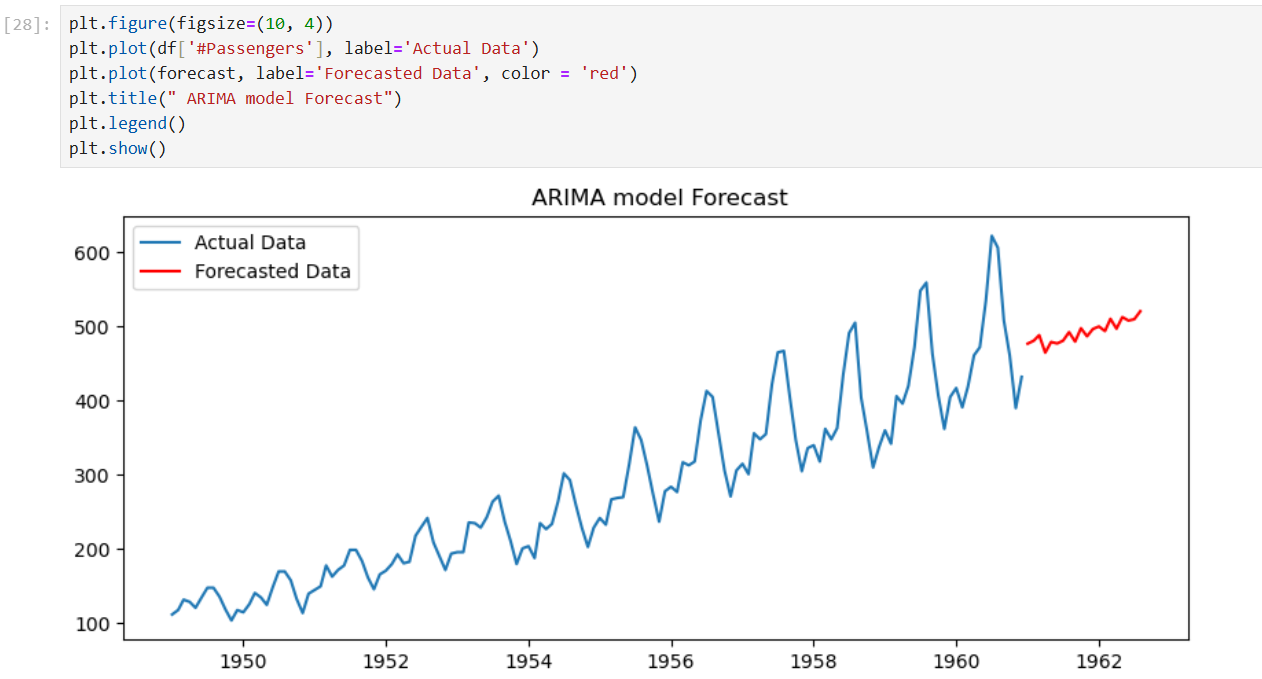 [28]:
plt.figure(figsize=(10, 4))
plt.plot(df['#Passengers'], label='Actual Data')
plt.plot(forecast, label='Forecasted Data', color = 'red')
plt.title(" ARIMA model Forecast")
plt.legend()
plt.show()
ARIMA model Forecast
Actual Data
Forecasted Data
600
500
400
300
200
100
1950 1952 1954 1956 1958 1960 1962